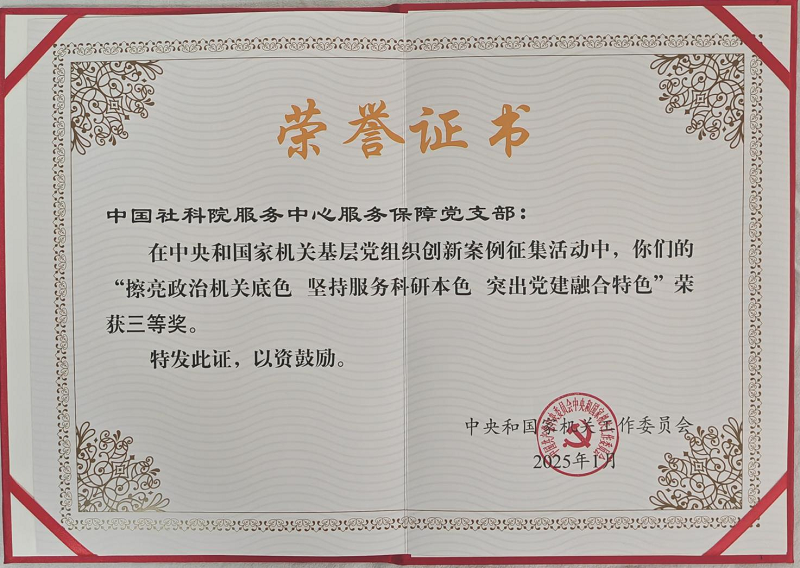 荣誉证书
中国社科院服务中心服务保障党支部：
在中央和国家机关基层党组织创新案例征集活动中，你们的
“擦亮政治机关底色 坚持服务科研本色 突出党建融合特色”荣
获三等奖。
特发此证，以资鼓励。
中央和国家机关工作委员会
2025年1月